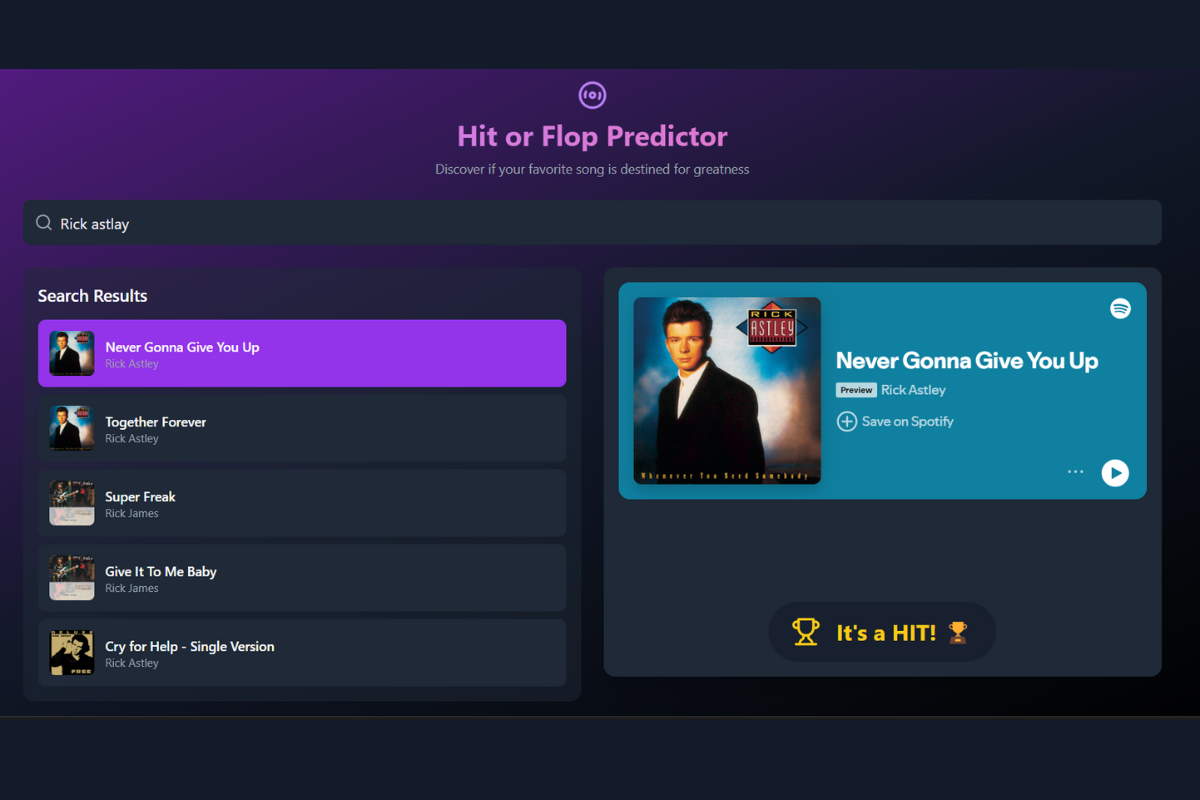 Hit or Flop Predictor
Discover if your favorite song is destined for greatness
Rick astlay
Search Results
Never Gonna Give You Up
Rick Astley
Together Forever
Rick Astley
Super Freak
Rick James
Give It To Me Baby
Rick James
Cry for Help - Single Version
Rick Astley
FREE
RICK
ASTLEY
Whenever You Need Somebody
Never Gonna Give You Up
Preview Rick Astley
Save on Spotify
It's a HIT!